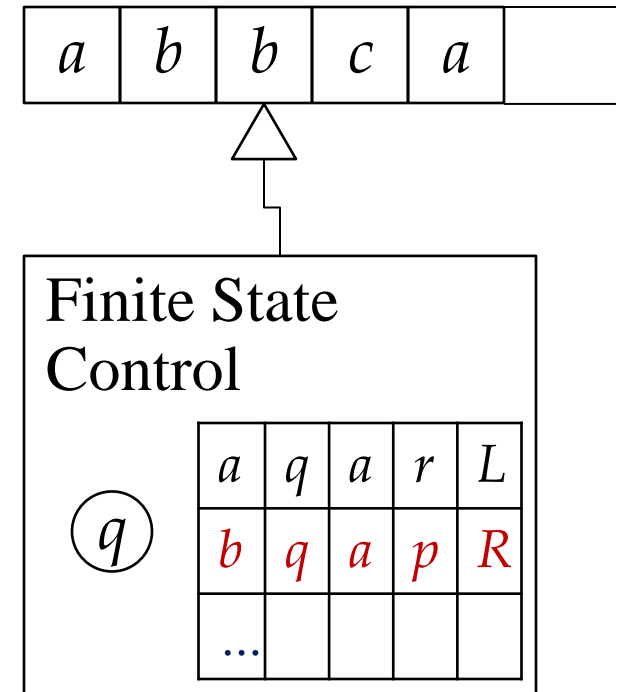 a b b c a
Finite State
Control
q
a q a r L
b q a p R
...